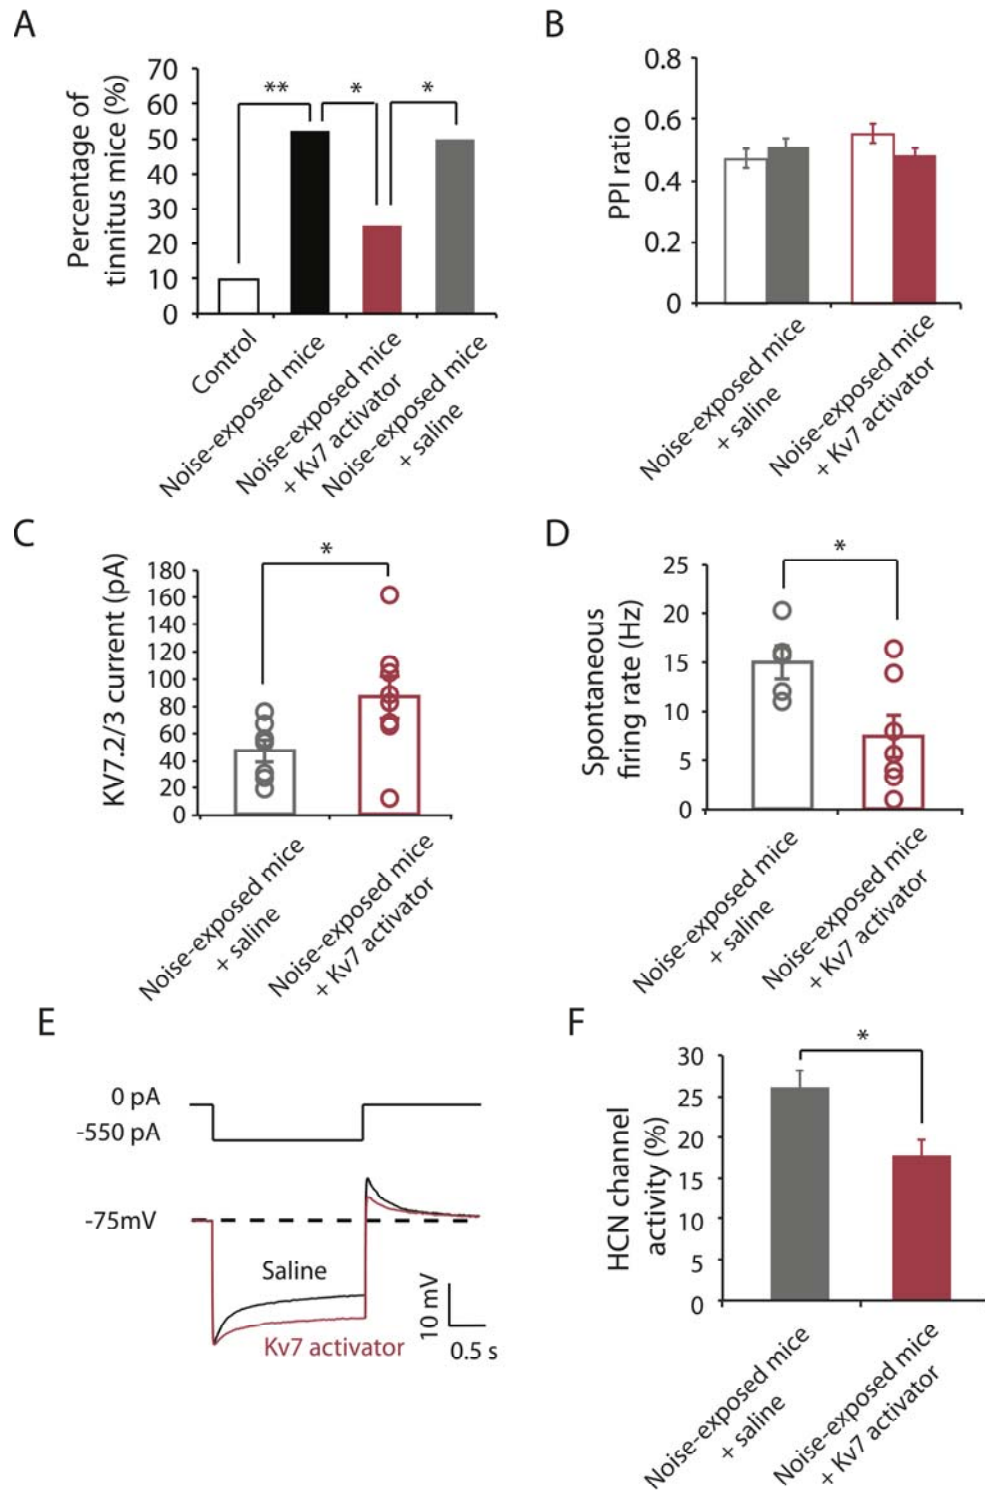 A
Percentage of
tinnitus mice (%)
70
60
50
40
30
20
10
0
**
*
*
Control
Noise-exposed mice
Noise-exposed mice
+ Kv7 activator
Noise-exposed mice
+ saline
B
PPI ratio
0.8
0.6
0.4
0.2
0
Noise-exposed mice
+ saline
Noise-exposed mice
+ Kv7 activator
C
KV7.2/3 current (pA)
180
160
140
120
100
80
60
40
20
0
*
Noise-exposed mice
+ saline
Noise-exposed mice
+ Kv7 activator
D
Spontaneous
firing rate (Hz)
25
20
15
10
5
0
*
Noise-exposed mice
+ saline
Noise-exposed mice
+ Kv7 activator
E
0 pA
-550 pA
-75mV
Saline
Kv7 activator
10 mV
0.5 s
F
HCN channel
activity (%)
30
25
20
15
10
5
0
*
Noise-exposed mice
+ saline
Noise-exposed mice
+ Kv7 activator